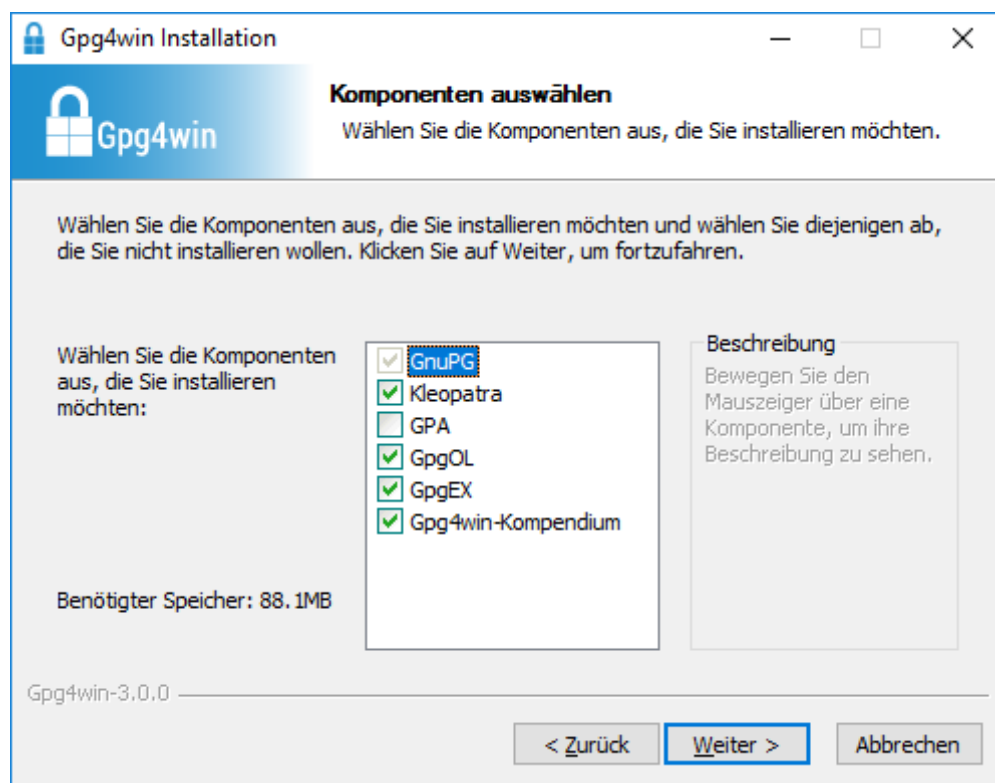 Gpg4win Installation
Komponenten auswählen
Wählen Sie die Komponenten aus, die Sie installieren möchten.
Gpg4win
Wählen Sie die Komponenten aus, die Sie installieren möchten und wählen Sie diejenigen ab,
die Sie nicht installieren wollen. Klicken Sie auf Weiter, um fortzufahren.
Wählen Sie die Komponenten
aus, die Sie installieren
möchten:
GnuPG
Kleopatra
GPA
GpgOL
GpgEX
Gpg4win-Kompendium
Beschreibung
Bewegen Sie den
Mauszeiger über eine
Komponente, um ihre
Beschreibung zu sehen.
Benötigter Speicher: 88.1MB
Gpg4win-3.0.0
< Zurück
Weiter >
Abbrechen